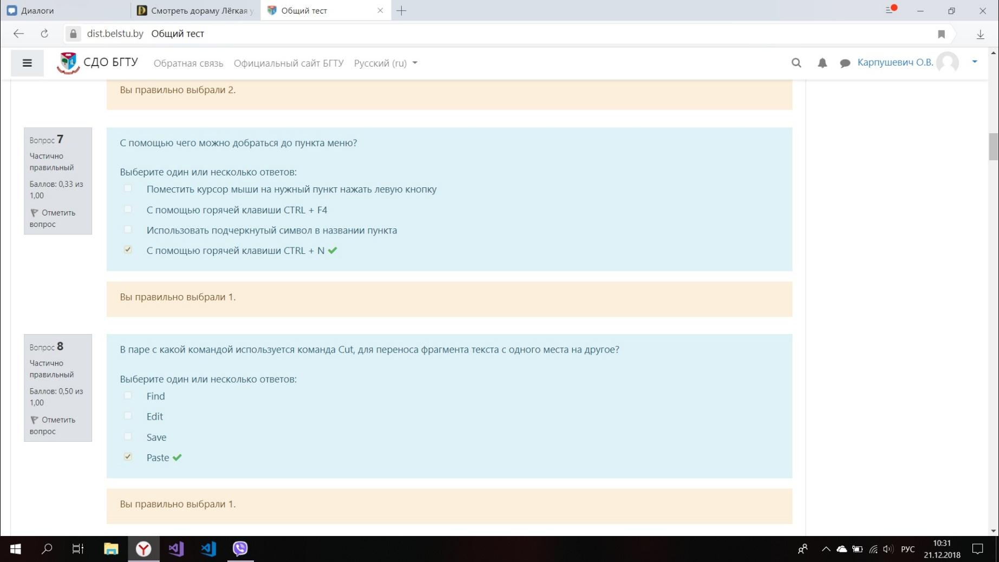 Диалоги
Смотреть дораму Лёгкая у
Общий тест
dist.belstu.by Общий тест
СДО БГТУ
Обратная связь
Официальный сайт БГТУ
Русский (ru)
Карпушевич О.В.
Вы правильно выбрали 2.
Вопрос 7
Частично
правильный
Баллов: 0,33 из
1,00
Отметить
вопрос
С помощью чего можно добраться до пункта меню?
Выберите один или несколько ответов:
Поместить курсор мыши на нужный пункт нажать левую кнопку
С помощью горячей клавиши CTRL + F4
Использовать подчеркнутый символ в названии пункта
С помощью горячей клавиши CTRL + N
Вы правильно выбрали 1.
Вопрос 8
Частично
правильный
Баллов: 0,50 из
1,00
Отметить
вопрос
В паре с какой командой используется команда Cut, для переноса фрагмента текста с одного места на другое?
Выберите один или несколько ответов:
Find
Edit
Save
Paste
Вы правильно выбрали 1.
РУС
10:31
21.12.2018